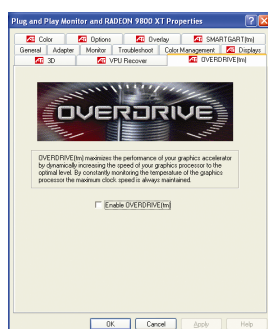 Plug and Play Monitor and RADEON 9800 XT Properties
Color Options Overlay SMARTGART(tm)
General Adapter Monitor Troubleshoot Color Management Displays
3D VPU Recover OVERDRIVE(tm)
OVERDRIVE
OVERDRIVE(tm) maximizes the performance of your graphics accelerator
by dynamically increasing the speed of your graphics processor to the
optimal level. By constantly monitoring the temperature of the graphics
processor the maximum clock speed is always maintained.
Enable OVERDRIVE(tm)
OK Cancel Apply Help